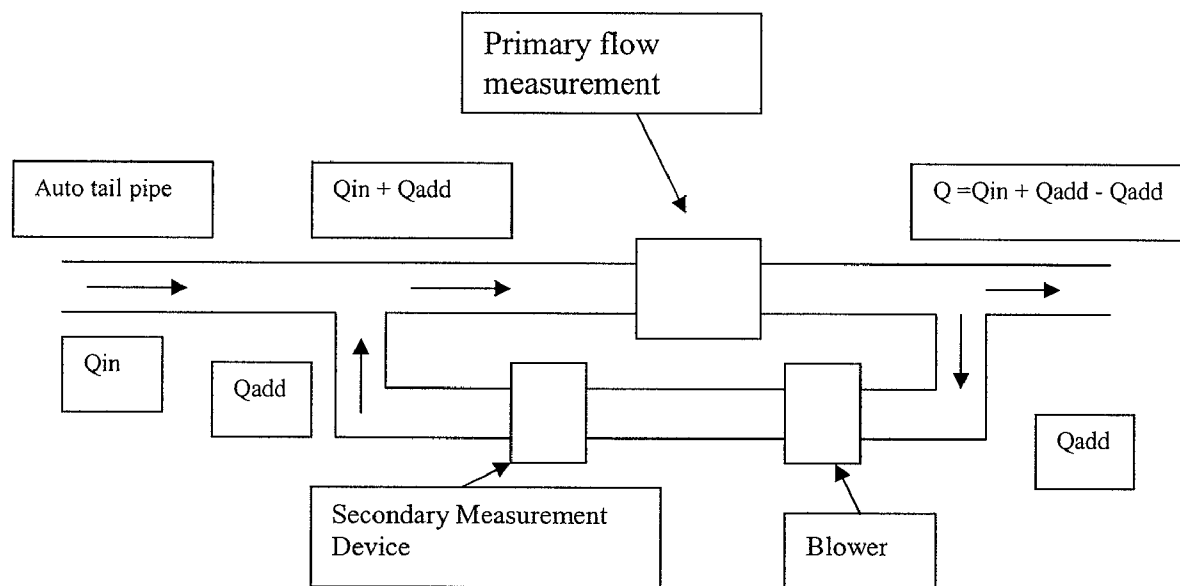 Primary flow
measurement
Auto tail pipe
Qin + Qadd
Q =Qin + Qadd - Qadd
Qin
Qadd
Qadd
Secondary Measurement
Device
Blower